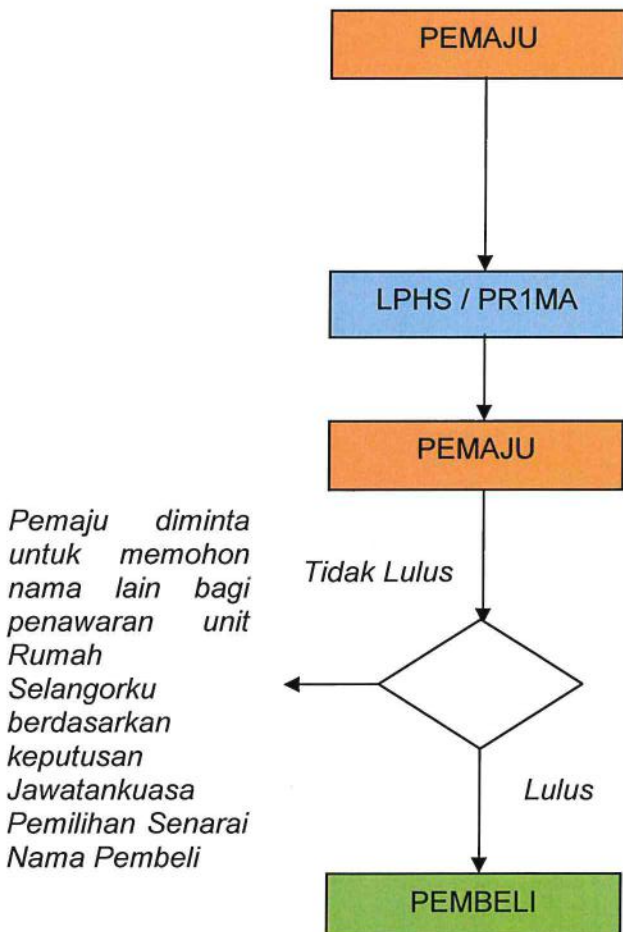 PEMAJU
LPHS / PR1MA
PEMAJU
Pemaju diminta
untuk memohon
nama lain bagi
penawaran unit
Rumah
Selangorku
berdasarkan
keputusan
Jawatankuasa
Pemilihan Senarai
Nama Pembeli
Tidak Lulus
Lulus
PEMBELI